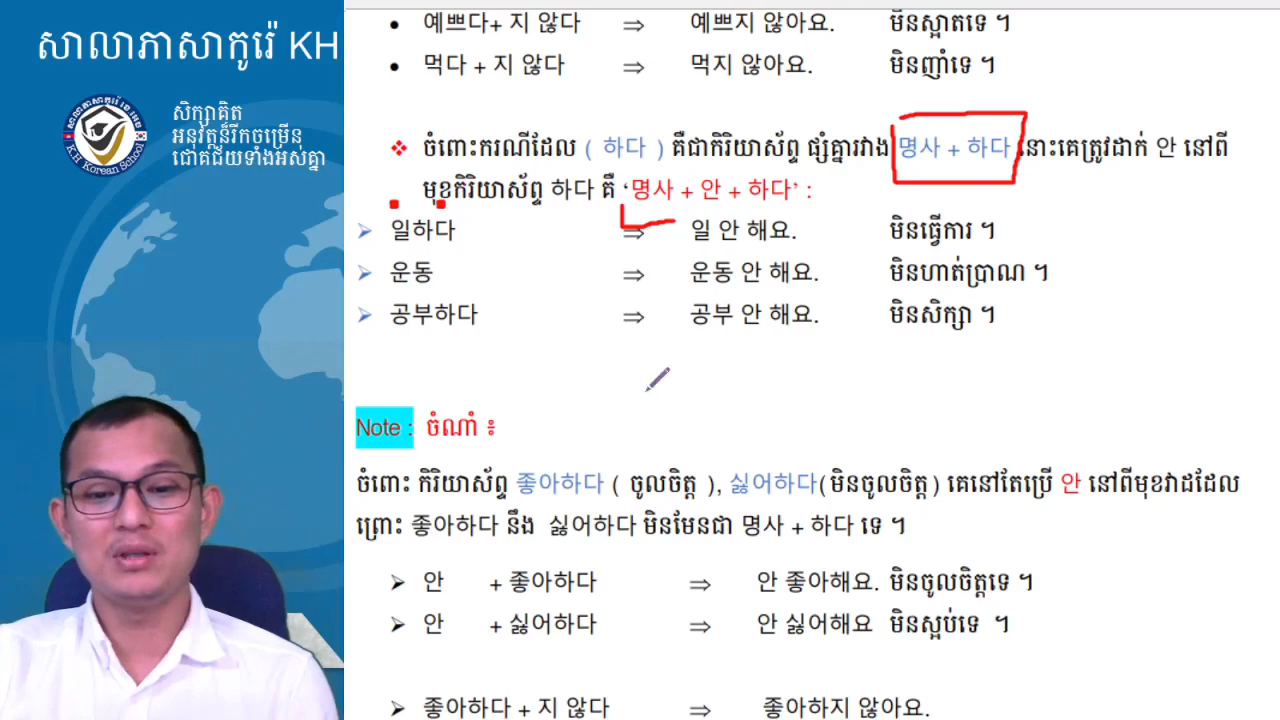 សាលាភាសាកូរ៉េ KH
សិក្សាគិត
អនុវត្តន៍រីកចម្រើន
ជោគជ័យទាំងអស់គ្នា
K.H Korean School
• 예쁘다+ 지 않다 ⇒ 예쁘지 않아요. មិនស្អាតទេ ។
• 먹다 + 지 않다 ⇒ 먹지 않아요. មិនញ៉ាំទេ ។
❖ ចំពោះករណីដែល ( 하다 ) គឺជាកិរិយាស័ព្ទ ផ្សំគ្នារវាង 명사 + 하다 នោះគេត្រូវដាក់ 안 នៅពី
មុខកិរិយាស័ព្ទ 하다 គឺ ‘명사 + 안 + 하다’ :
➢ 일하다 ⇒ 일 안 해요. មិនធ្វើការ ។
➢ 운동 ⇒ 운동 안 해요. មិនហាត់ប្រាណ ។
➢ 공부하다 ⇒ 공부 안 해요. មិនសិក្សា ។
Note : ចំណាំ ៖
ចំពោះ កិរិយាស័ព្ទ 좋아하다 ( ចូលចិត្ត ), 싫어하다(មិនចូលចិត្ត) គេនៅតែប្រើ 안 នៅពីមុខវាដដែល
ព្រោះ 좋아하다 នឹង 싫어하다 មិនមែនជា 명사 + 하다 ទេ ។
➢ 안 + 좋아하다 ⇒ 안 좋아해요. មិនចូលចិត្តទេ ។
➢ 안 + 싫어하다 ⇒ 안 싫어해요 មិនស្អប់ទេ ។
➢ 좋아하다 + 지 않다 ⇒ 좋아하지 않아요.